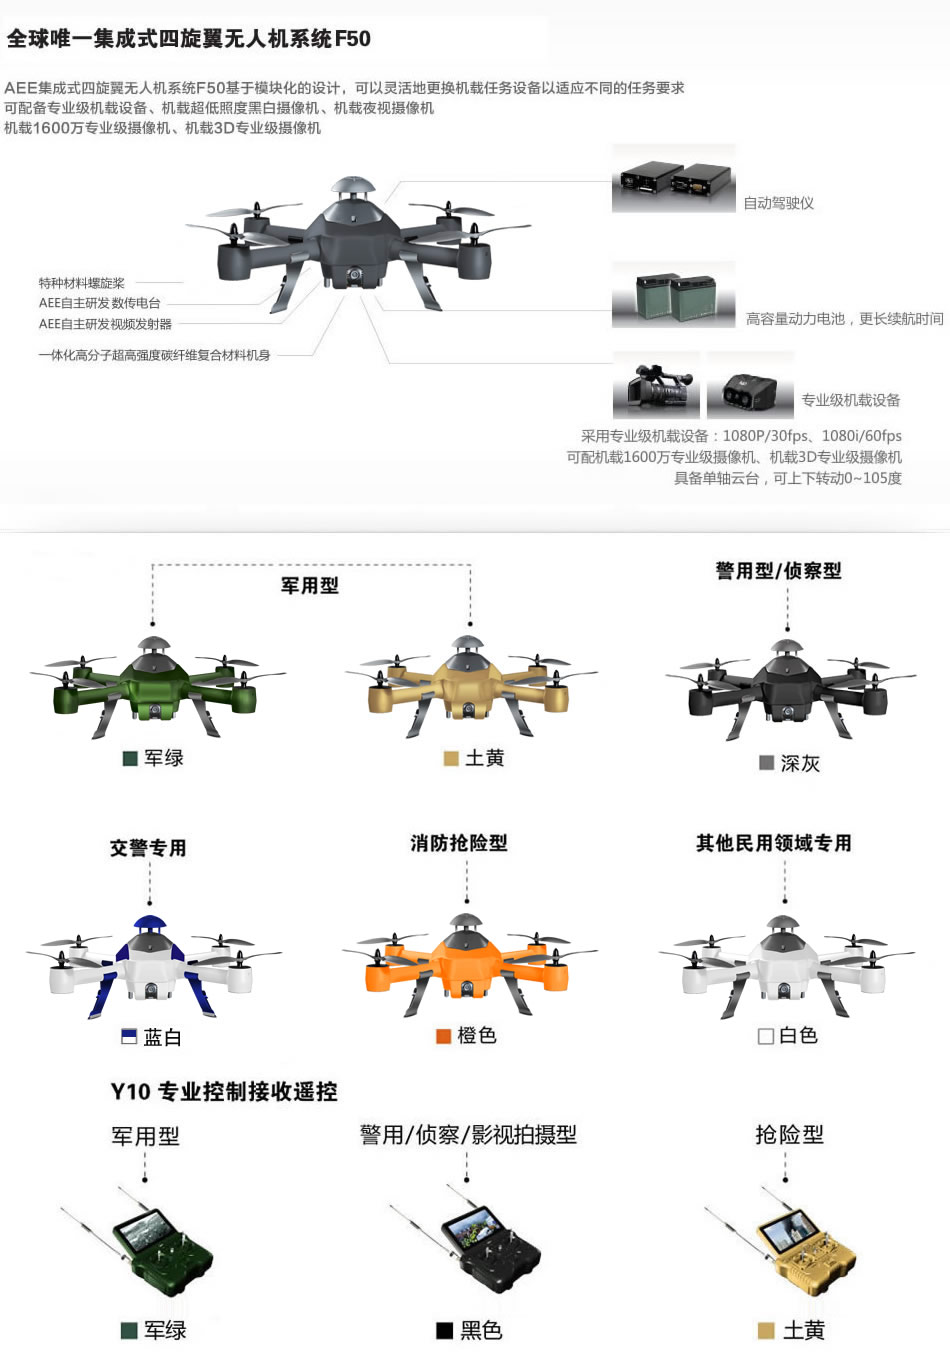 全球唯一集成式四旋翼无人机系统F50
AEE集成式四旋翼无人机系统F50基于模块化的设计，可以灵活地更换机载任务设备以适应不同的任务要求
可配备专业级机载设备、机载超低照度黑白摄像机、机载夜视摄像机
机载1600万专业级摄像机、机载3D专业级摄像机
自动驾驶仪
特种材料螺旋桨
AEE自主研发 数传电台
AEE自主研发视频发射器
一体化高分子超高强度碳纤维复合材料机身
高容量动力电池，更长续航时间
专业级机载设备
采用专业级机载设备：1080P/30fps、1080i/60fps
可配机载1600万专业级摄像机、机载3D专业级摄像机
具备单轴云台，可上下转动0~105度
军用型
警用型/侦察型
军绿
土黄
深灰
交警专用
消防抢险型
其他民用领域专用
蓝白
橙色
白色
Y10 专业控制接收遥控
军用型
警用/侦察/影视拍摄型
抢险型
军绿
黑色
土黄